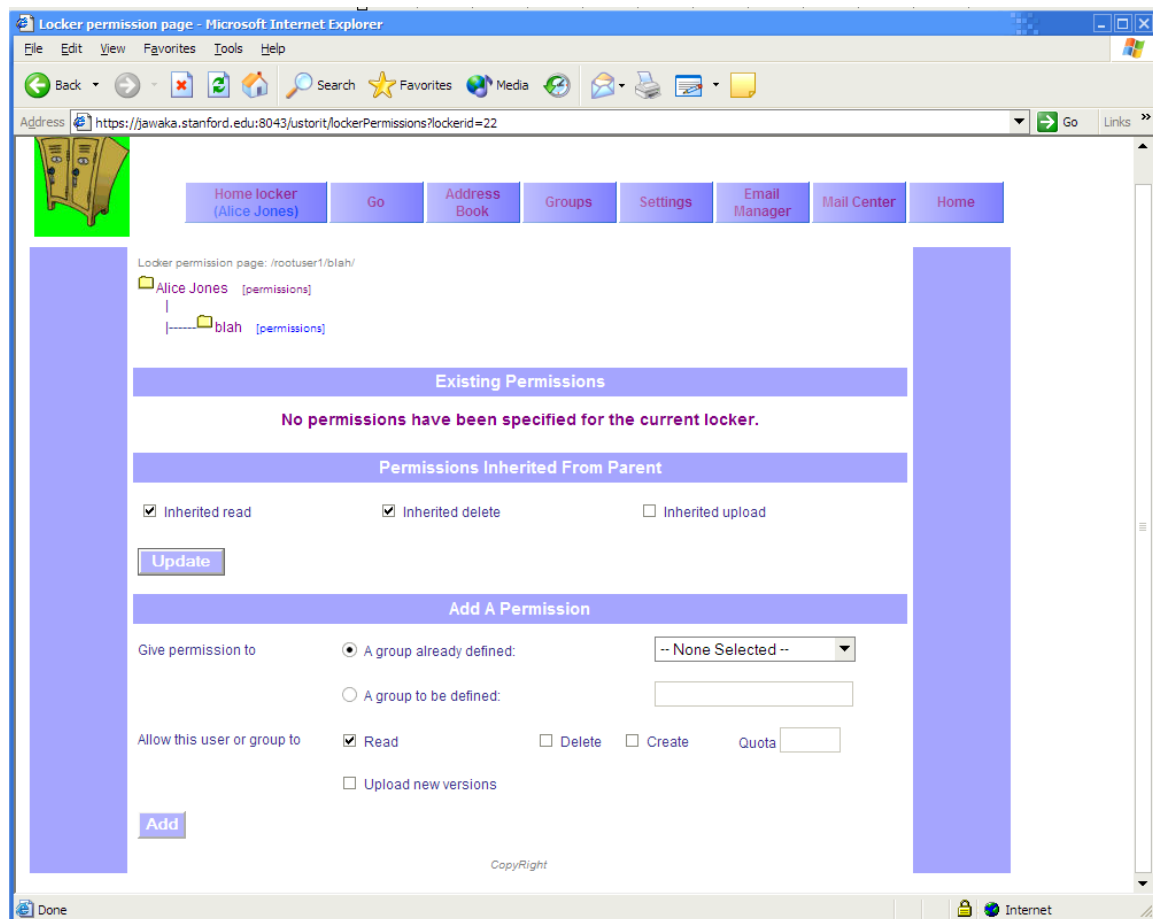 Locker permission page - Microsoft Internet Explorer
File Edit View Favorites Tools Help
Back Search Favorites Media
Address https://jawaka.stanford.edu:8043/ustorit/lockerPermissions?lockerid=22 Go Links »
Home locker (Alice Jones) Go Address Book Groups Settings Email Manager Mail Center Home
Locker permission page: /rootuser1/blah/
Alice Jones [permissions]
blah [permissions]
Existing Permissions
No permissions have been specified for the current locker.
Permissions Inherited From Parent
Inherited read Inherited delete Inherited upload
Update
Add A Permission
Give permission to A group already defined: -- None Selected --
A group to be defined:
Allow this user or group to Read Delete Create Quota
Upload new versions
Add
CopyRight
Done Internet